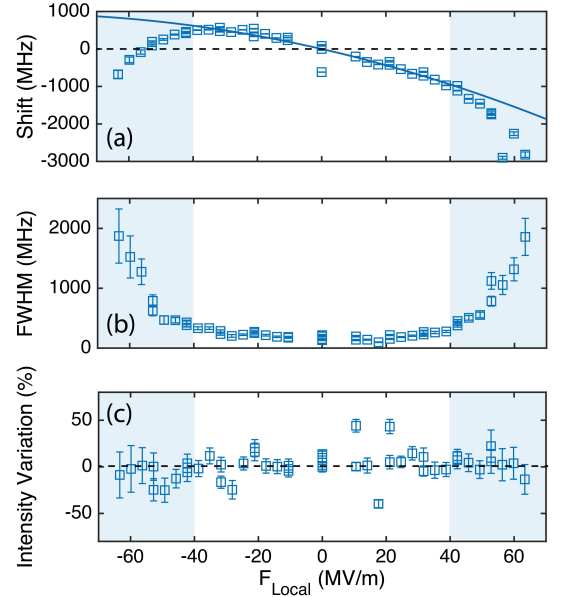 1000
0
-1000
-2000
-3000
Shift (MHz)
(a)
2000
1000
0
FWHM (MHz)
(b)
50
0
-50
Intensity Variation (%)
(c)
-60 -40 -20 0 20 40 60
F_Local (MV/m)